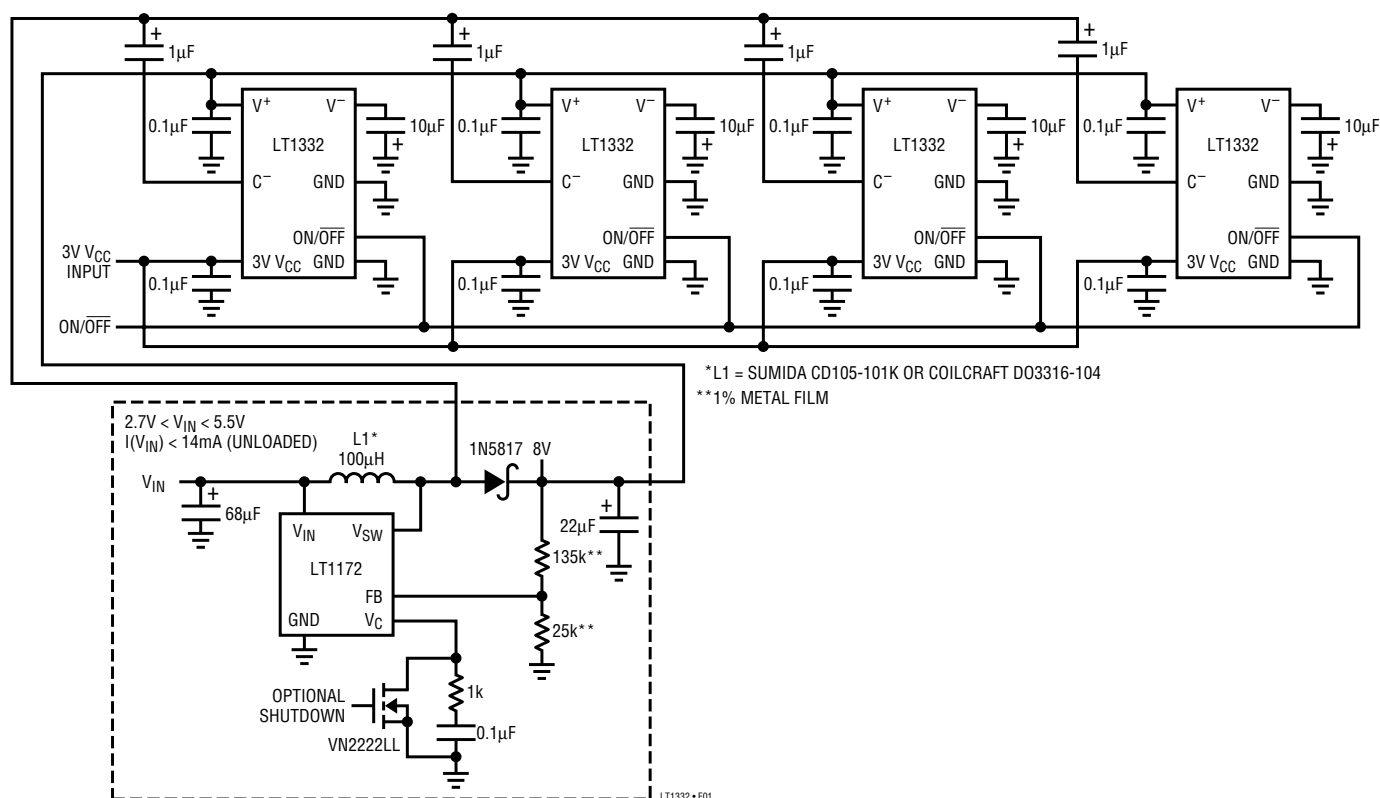 + + + +
1µF 1µF 1µF 1µF
V+ V− V+ V− V+ V− V+ V−
0.1µF 10µF 0.1µF 10µF 0.1µF 10µF 0.1µF 10µF
+ + + +
LT1332 LT1332 LT1332 LT1332
C− GND C− GND C− GND C− GND
ON/OFF ON/OFF ON/OFF ON/OFF
3V VCC
INPUT
3V VCC GND 3V VCC GND 3V VCC GND 3V VCC GND
0.1µF 0.1µF 0.1µF 0.1µF
ON/OFF
*L1 = SUMIDA CD105-101K OR COILCRAFT DO3316-104
**1% METAL FILM
2.7V < VIN < 5.5V
I(VIN) < 14mA (UNLOADED)
L1*
100µH
1N5817 8V
VIN
+
68µF
+
22µF
VIN VSW
135k**
LT1172
FB
GND VC
25k**
OPTIONAL
SHUTDOWN
1k
VN2222LL
0.1µF
LT1332 • F01